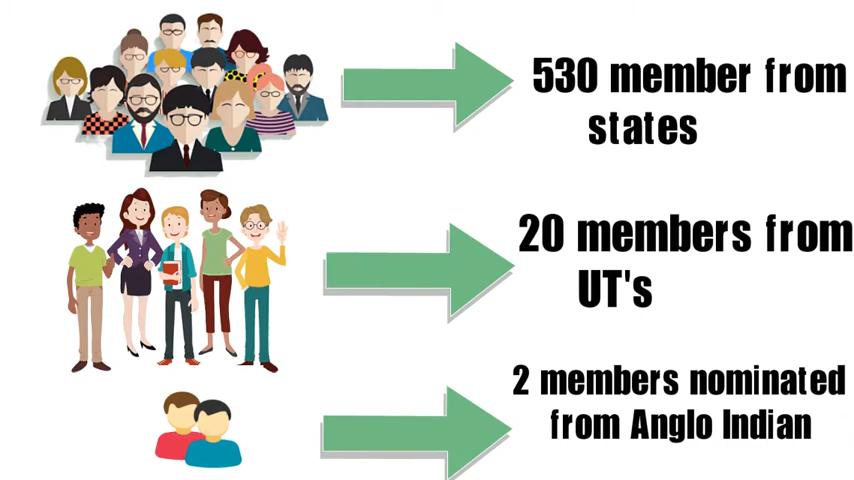 530 member from
states
20 members from
UT's
2 members nominated
from Anglo Indian